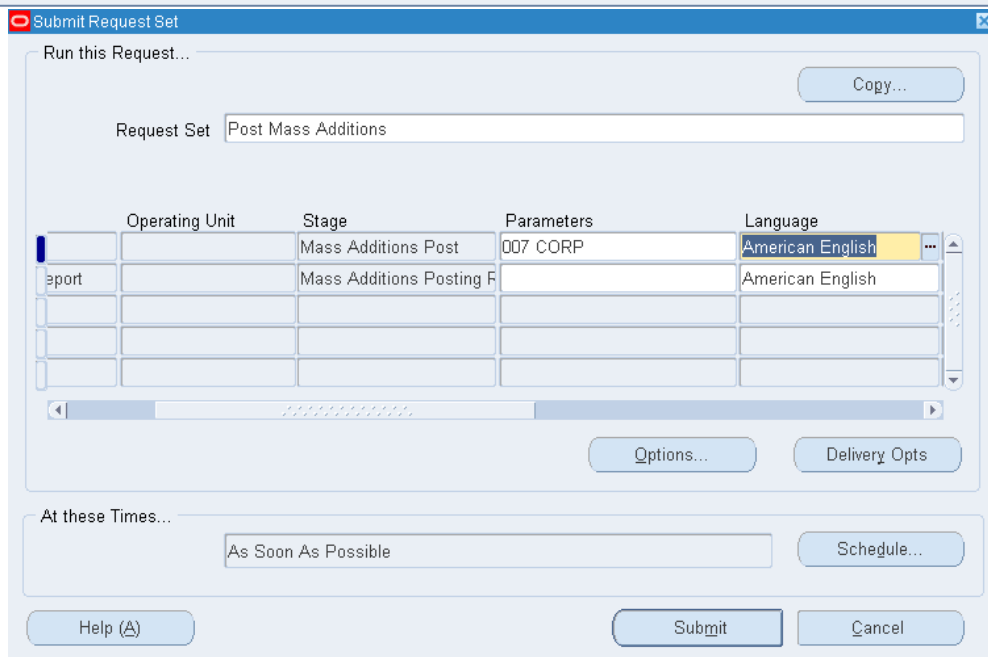 Submit Request Set
Run this Request...
Copy...
Request Set Post Mass Additions
Operating Unit Stage Parameters Language
Mass Additions Post 007 CORP American English ...
eport Mass Additions Posting R American English
Options... Delivery Opts
At these Times...
As Soon As Possible Schedule...
Help (A) Submit Cancel